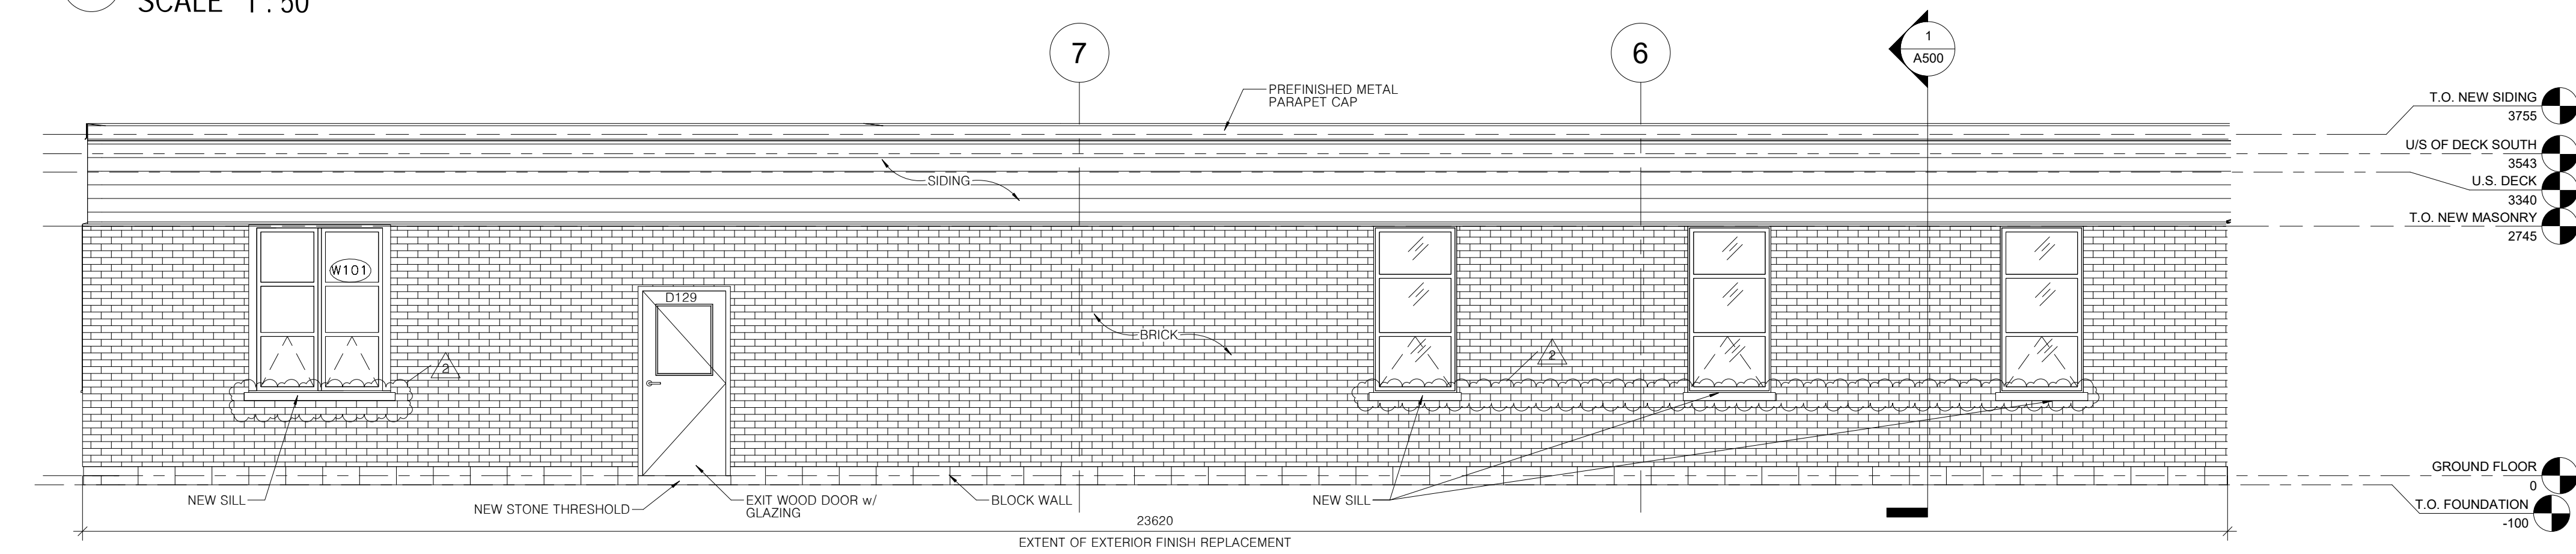 SCALE 1 : 50
7
6
1
A500
PREFINISHED METAL
PARAPET CAP
T.O. NEW SIDING
3755
U/S OF DECK SOUTH
3543
U.S. DECK
3340
T.O. NEW MASONRY
2745
SIDING
W101
D129
BRICK
2
2
GROUND FLOOR
0
T.O. FOUNDATION
-100
NEW SILL
NEW STONE THRESHOLD
EXIT WOOD DOOR w/
GLAZING
BLOCK WALL
NEW SILL
23620
EXTENT OF EXTERIOR FINISH REPLACEMENT